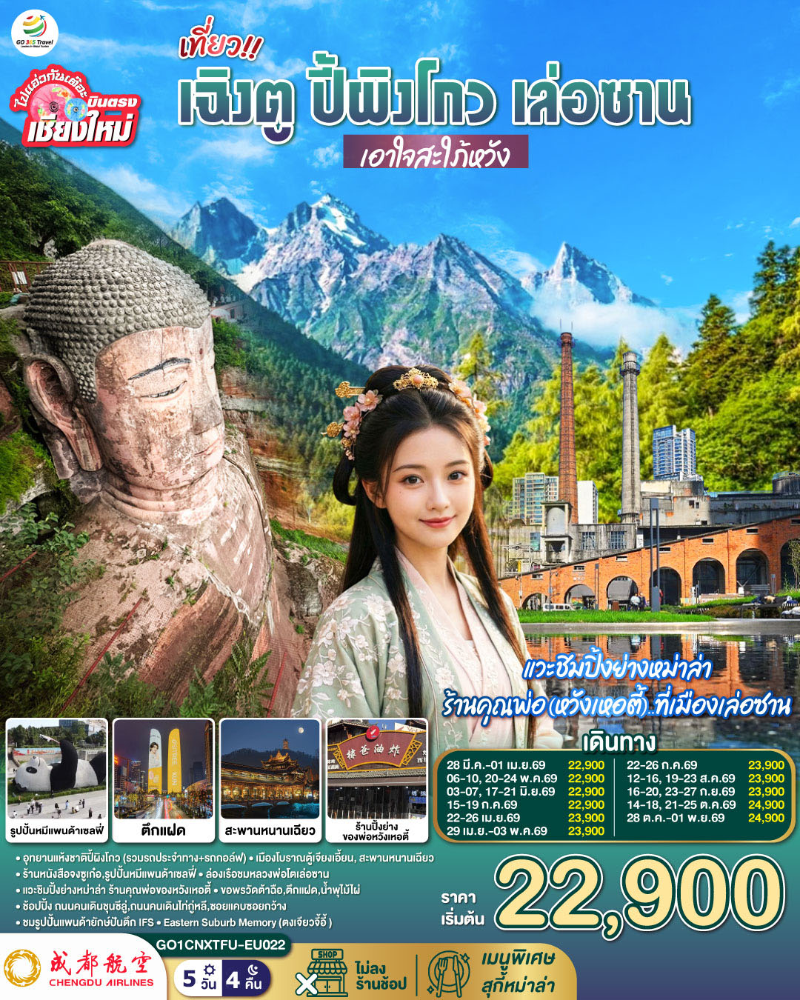 GO 365 Travel
ไปแอ่วกันเต๊อะ
บินตรง
เชียงใหม่
เที่ยว!!
เฉิงตู ปี้ผิงโกว เล่อซาน
เอาใจสะใภ้หวัง
แวะชิมปิ้งย่างหม่าล่า
ร้านคุณพ่อ (หวังเหอตี้)..ที่เมืองเล่อซาน
รูปปั้นหมีแพนด้าเซลฟี่
ตึกแฝด
สะพานหนานเฉียว
ร้านปิ้งย่าง
ของพ่อหวังเหอตี้
เดินทาง
28 มี.ค.-01 เม.ย.69 22,900
06-10, 20-24 พ.ค.69 22,900
03-07, 17-21 มิ.ย.69 22,900
15-19 ก.ค.69 22,900
22-26 เม.ย.69 23,900
29 เม.ย.-03 พ.ค.69 23,900
22-26 ก.ค.69 23,900
12-16, 19-23 ส.ค.69 23,900
16-20, 23-27 ก.ย.69 23,900
14-18, 21-25 ต.ค.69 24,900
28 ต.ค.-01 พ.ย.69 24,900
• อุทยานแห่งชาติปี้ผิงโกว (รวมรถประจำทาง+รถกอล์ฟ) • เมืองโบราณตู้เจียงเอี้ยน, สะพานหนานเฉียว
• ร้านหนังสือจงซูเก๋อ,รูปปั้นหมีแพนด้าเซลฟี่ • ล่องเรือชมหลวงพ่อโตเล่อซาน
• แวะชิมปิ้งย่างหม่าล่า ร้านคุณพ่อของหวังเหอตี้ • ขอพรวัดต้าฉือ,ตึกแฝด,น้ำพุไม้ไผ่
• ช้อปปิ้ง ถนนคนเดินชุนซีลู่,ถนนคนเดินไท่กู่หลี,ซอยแคบซอยกว้าง
• ชมรูปปั้นแพนด้ายักษ์ปีนตึก IFS • Eastern Suburb Memory (ตงเจียวจี้อี้ )
ราคา
เริ่มต้น
22,900
GO1CNXTFU-EU022
成都航空
CHENGDU AIRLINES
5 วัน 4 คืน
SHOP
ไม่ลง
ร้านช้อป
เมนูพิเศษ
สุกี้หม่าล่า